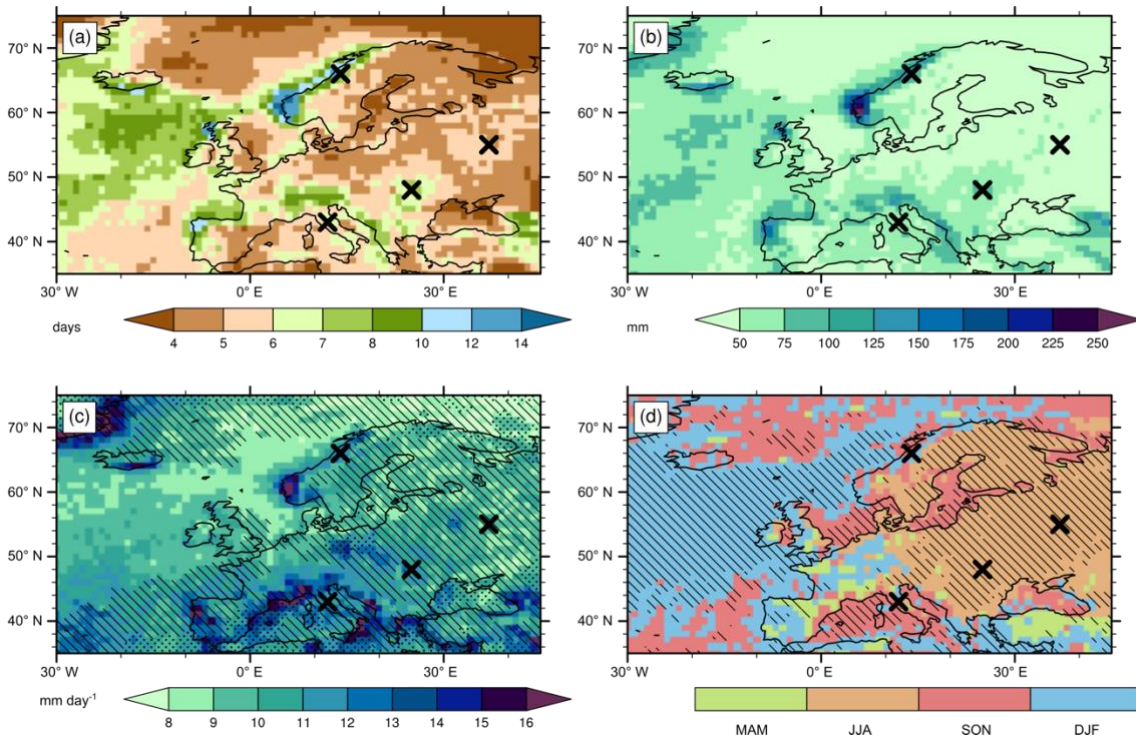 (a)
(b)
70° N
60° N
50° N
40° N
30° W
0° E
30° E
70° N
60° N
50° N
40° N
30° W
0° E
30° E
days
4 5 6 7 8 10 12 14
mm
50 75 100 125 150 175 200 225 250
(c)
(d)
70° N
60° N
50° N
40° N
30° W
0° E
30° E
70° N
60° N
50° N
40° N
30° W
0° E
30° E
mm day⁻¹
8 9 10 11 12 13 14 15 16
MAM JJA SON DJF